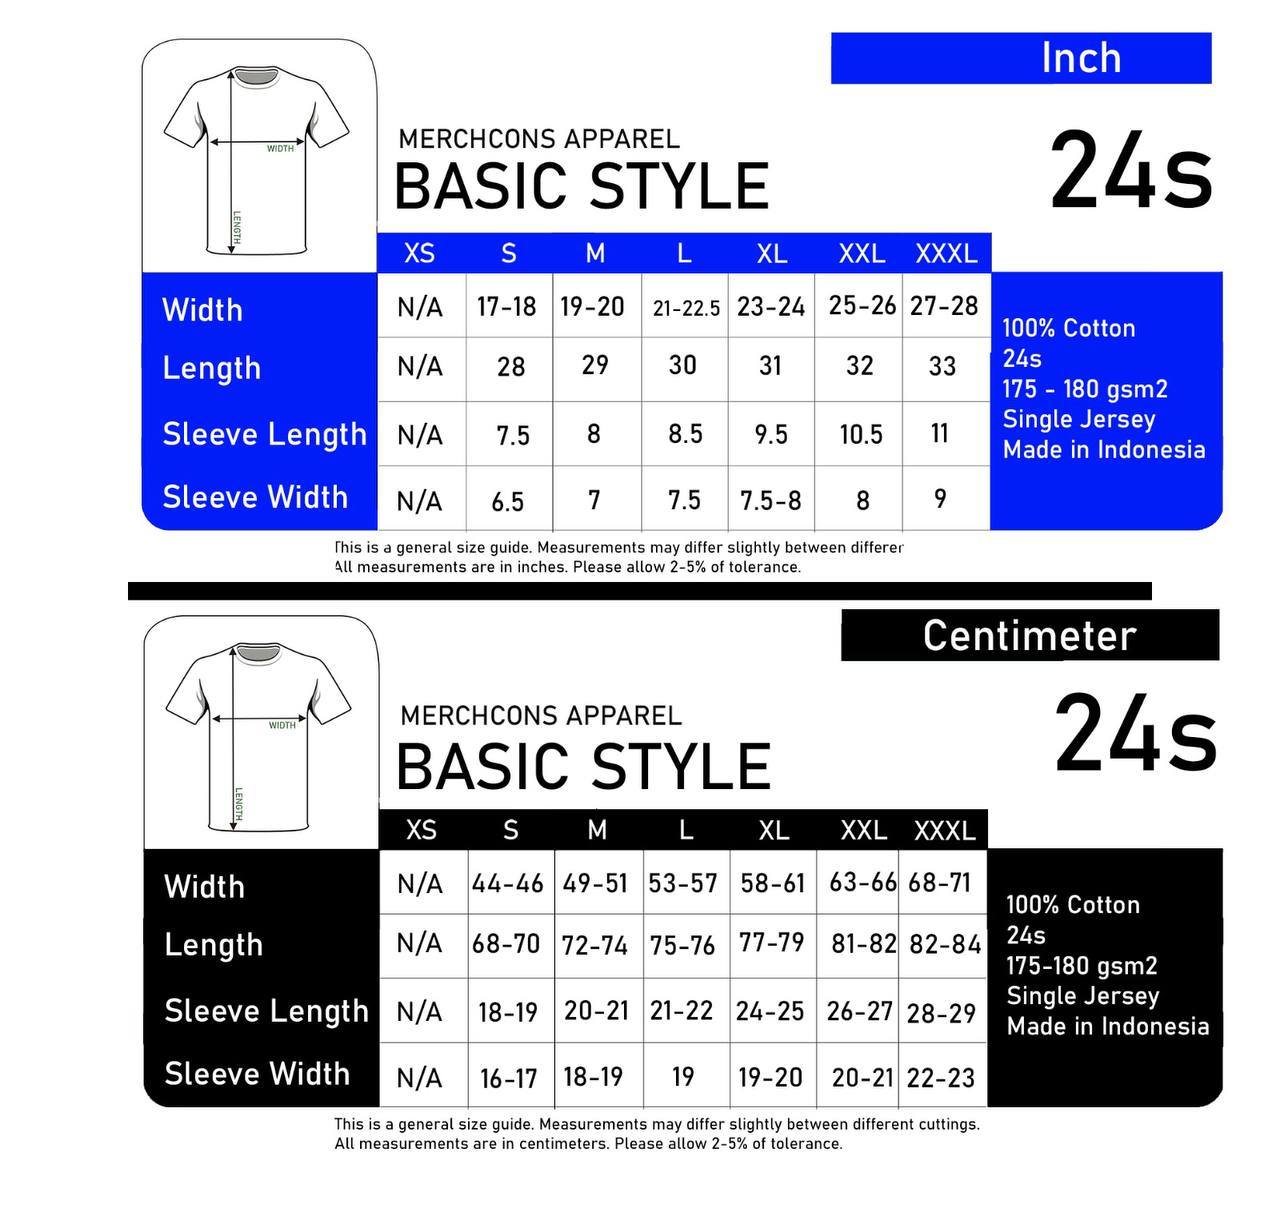 Inch
WIDTH
LENGTH
MERCHCONS APPAREL
BASIC STYLE
24s
XS S M L XL XXL XXXL
Width N/A 17-18 19-20 21-22.5 23-24 25-26 27-28
Length N/A 28 29 30 31 32 33
Sleeve Length N/A 7.5 8 8.5 9.5 10.5 11
Sleeve Width N/A 6.5 7 7.5 7.5-8 8 9
100% Cotton
24s
175 - 180 gsm2
Single Jersey
Made in Indonesia
This is a general size guide. Measurements may differ slightly between differer
All measurements are in inches. Please allow 2-5% of tolerance.
Centimeter
WIDTH
LENGTH
MERCHCONS APPAREL
BASIC STYLE
24s
XS S M L XL XXL XXXL
Width N/A 44-46 49-51 53-57 58-61 63-66 68-71
Length N/A 68-70 72-74 75-76 77-79 81-82 82-84
Sleeve Length N/A 18-19 20-21 21-22 24-25 26-27 28-29
Sleeve Width N/A 16-17 18-19 19 19-20 20-21 22-23
100% Cotton
24s
175-180 gsm2
Single Jersey
Made in Indonesia
This is a general size guide. Measurements may differ slightly between different cuttings.
All measurements are in centimeters. Please allow 2-5% of tolerance.